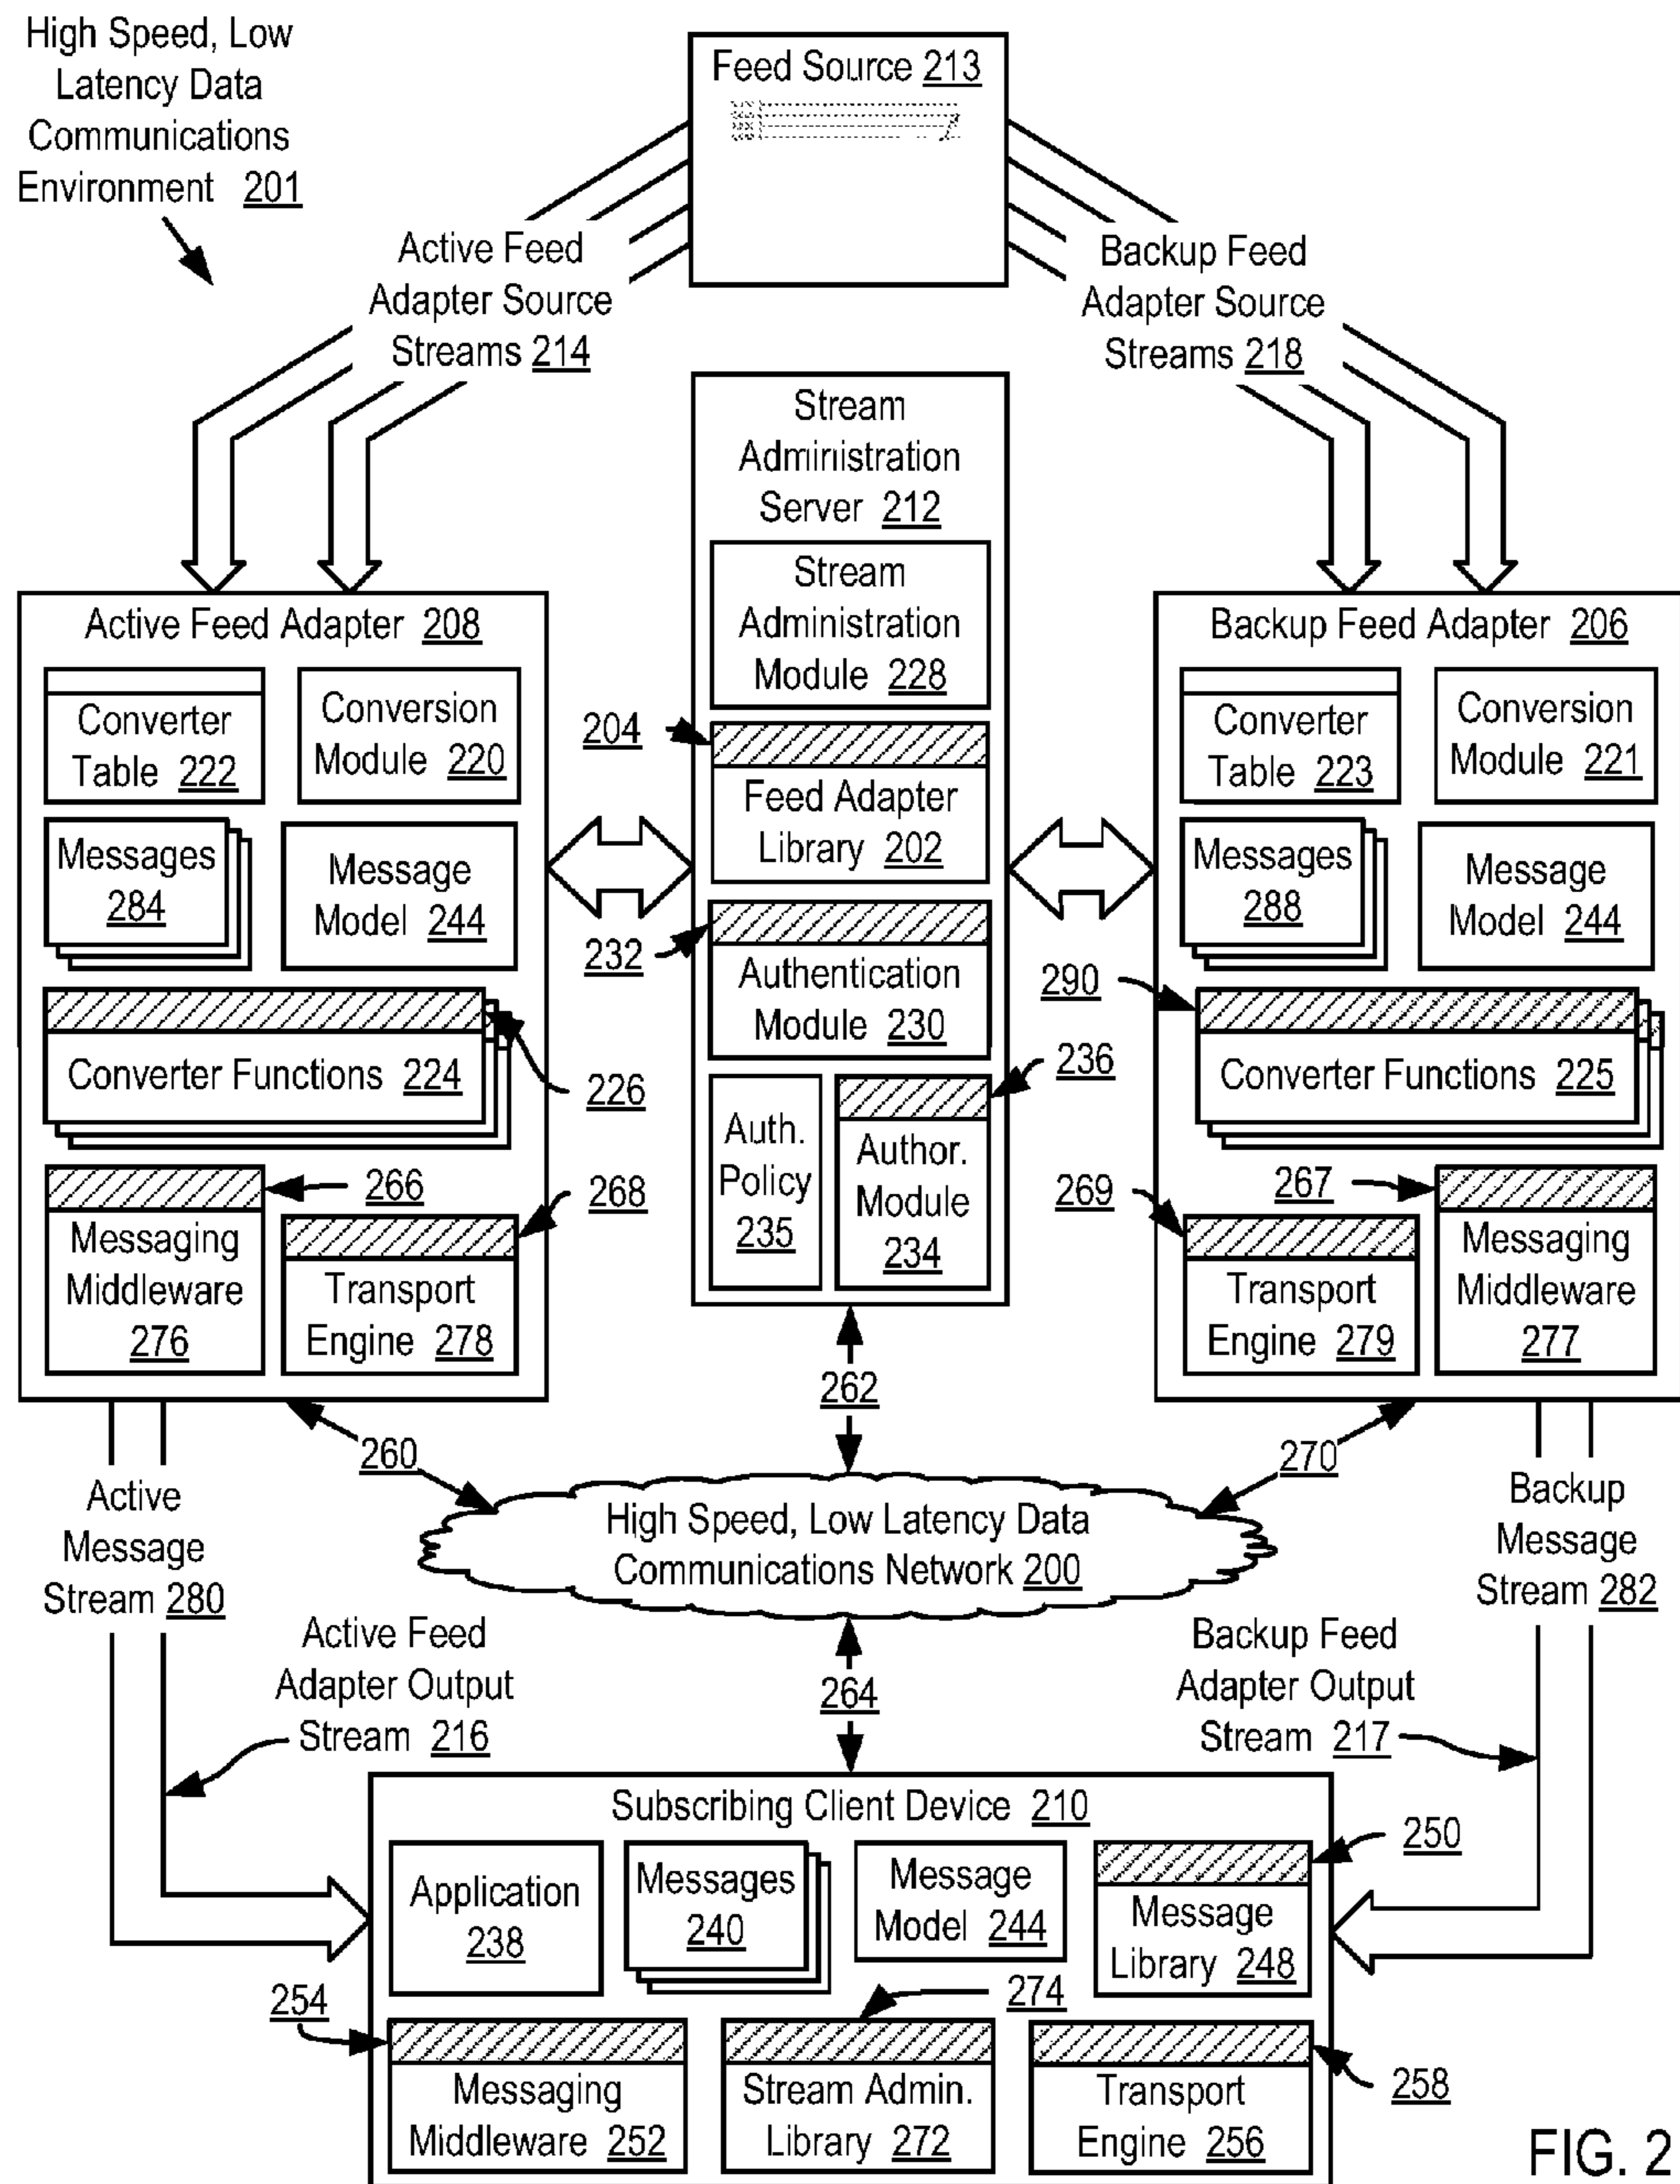 High Speed, Low
Latency Data
Communications
Environment 201
Feed Source 213
Active Feed
Adapter Source
Streams 214
Backup Feed
Adapter Source
Streams 218
Stream
Administration
Server 212
Stream
Administration
Module 228
204
Feed Adapter
Library 202
232
Authentication
Module 230
236
Auth.
Policy
235
Author.
Module
234
Active Feed Adapter 208
Converter
Table 222
Conversion
Module 220
Messages
284
Message
Model 244
Converter Functions 224
226
266
Messaging
Middleware
276
268
Transport
Engine 278
Backup Feed Adapter 206
Converter
Table 223
Conversion
Module 221
Messages
288
Message
Model 244
290
Converter Functions 225
269
Transport
Engine 279
267
Messaging
Middleware
277
262
260
270
High Speed, Low Latency Data
Communications Network 200
Active
Message
Stream 280
Backup
Message
Stream 282
Active Feed
Adapter Output
Stream 216
264
Backup Feed
Adapter Output
Stream 217
Subscribing Client Device 210
Application
238
Messages
240
Message
Model 244
250
Message
Library 248
254
Messaging
Middleware 252
274
Stream Admin.
Library 272
258
Transport
Engine 256
FIG. 2